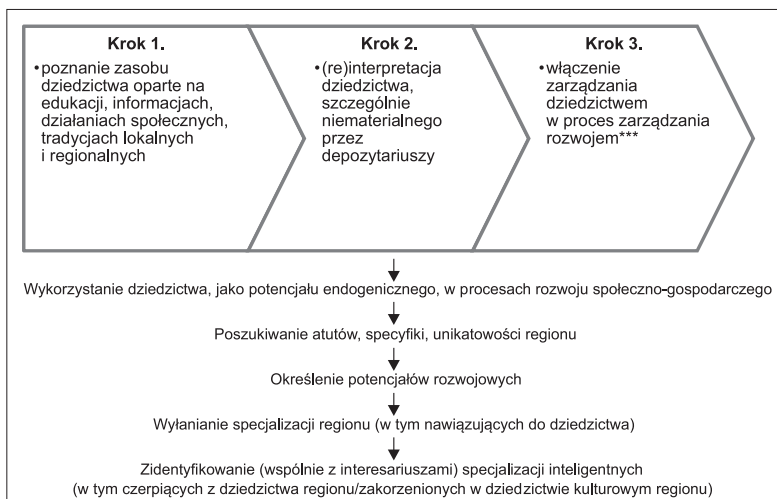 Krok 1.
•poznanie zasobu
dziedzictwa oparte na
edukacji, informacjach,
działaniach społecznych,
tradycjach lokalnych
i regionalnych
Krok 2.
•(re)interpretacja
dziedzictwa,
szczególnie
niematerialnego
przez
depozytariuszy
Krok 3.
•włączenie
zarządzania
dziedzictwem
w proces zarządzania
rozwojem***
Wykorzystanie dziedzictwa, jako potencjału endogenicznego, w procesach rozwoju społeczno-gospodarczego
Poszukiwanie atutów, specyfiki, unikatowości regionu
Określenie potencjałów rozwojowych
Wyłanianie specjalizacji regionu (w tym nawiązujących do dziedzictwa)
Zidentyfikowanie (wspólnie z interesariuszami) specjalizacji inteligentnych
(w tym czerpiących z dziedzictwa regionu/zakorzenionych w dziedzictwie kulturowym regionu)